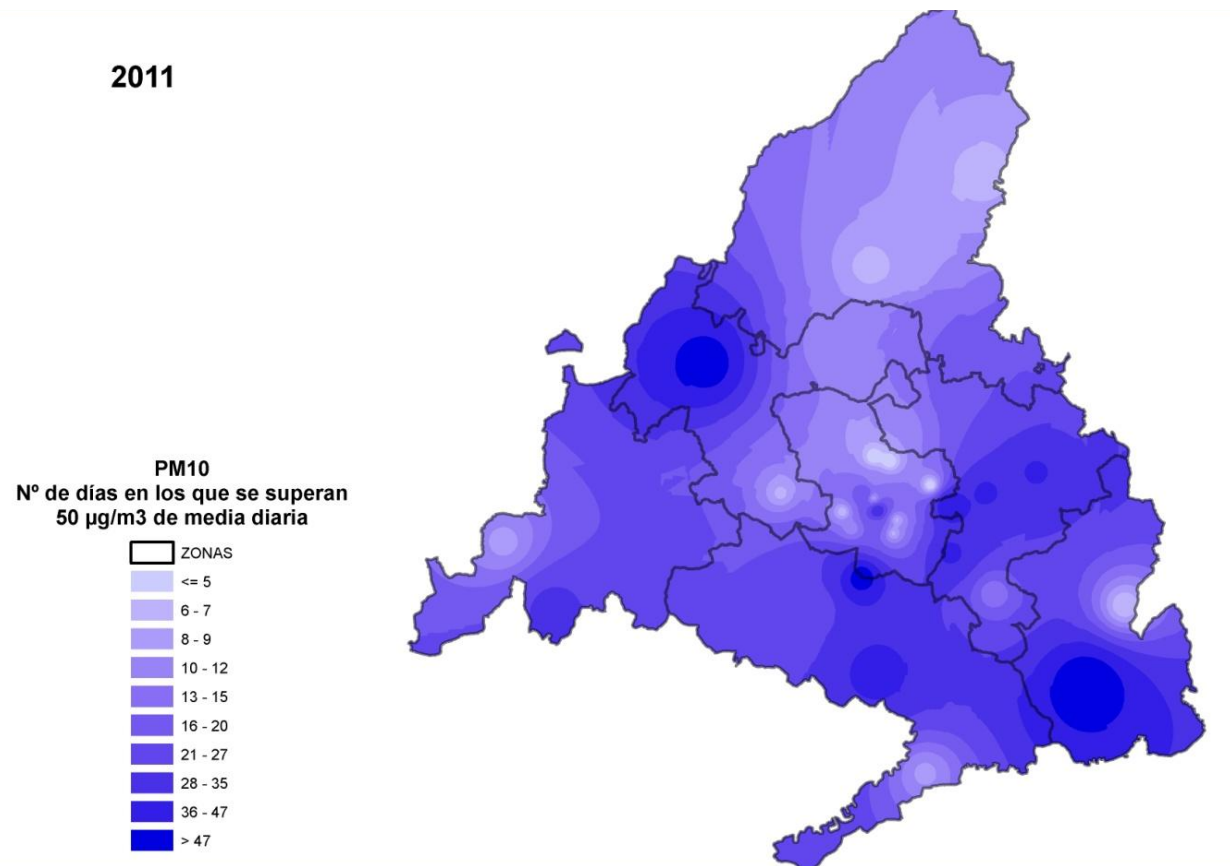 2011
PM10
Nº de días en los que se superan
50 µg/m3 de media diaria
ZONAS
<= 5
6 - 7
8 - 9
10 - 12
13 - 15
16 - 20
21 - 27
28 - 35
36 - 47
> 47